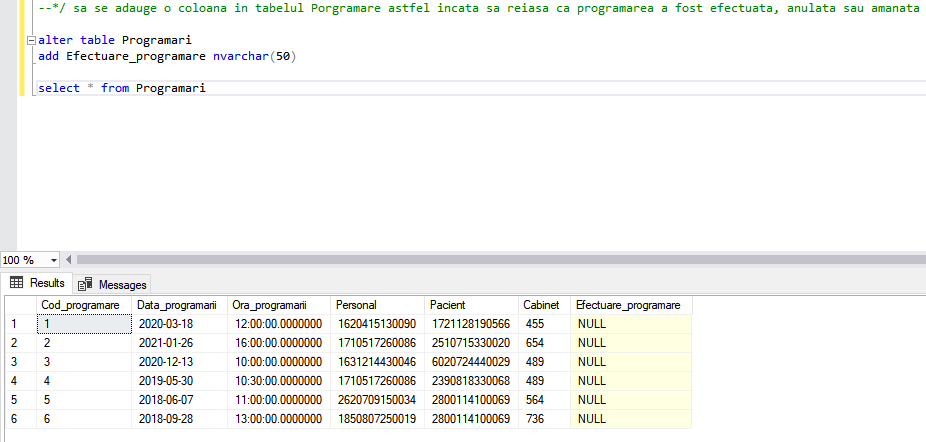 --*/ sa se adauge o coloana in tabelul Porgramare astfel incata sa reiasa ca programarea a fost efectuata, anulata sau amanata
alter table Programari
add Efectuare_programare nvarchar(50)
select * from Programari
100 %
Results Messages
Cod_programare Data_programarii Ora_programarii Personal Pacient Cabinet Efectuare_programare
1 1 2020-03-18 12:00:00.0000000 1620415130090 1721128190566 455 NULL
2 2 2021-01-26 16:00:00.0000000 1710517260086 2510715330020 654 NULL
3 3 2020-12-13 10:00:00.0000000 1631214430046 6020724440029 489 NULL
4 4 2019-05-30 10:30:00.0000000 1710517260086 2390818330068 489 NULL
5 5 2018-06-07 11:00:00.0000000 2620709150034 2800114100069 564 NULL
6 6 2018-09-28 13:00:00.0000000 1850807250019 2800114100069 736 NULL